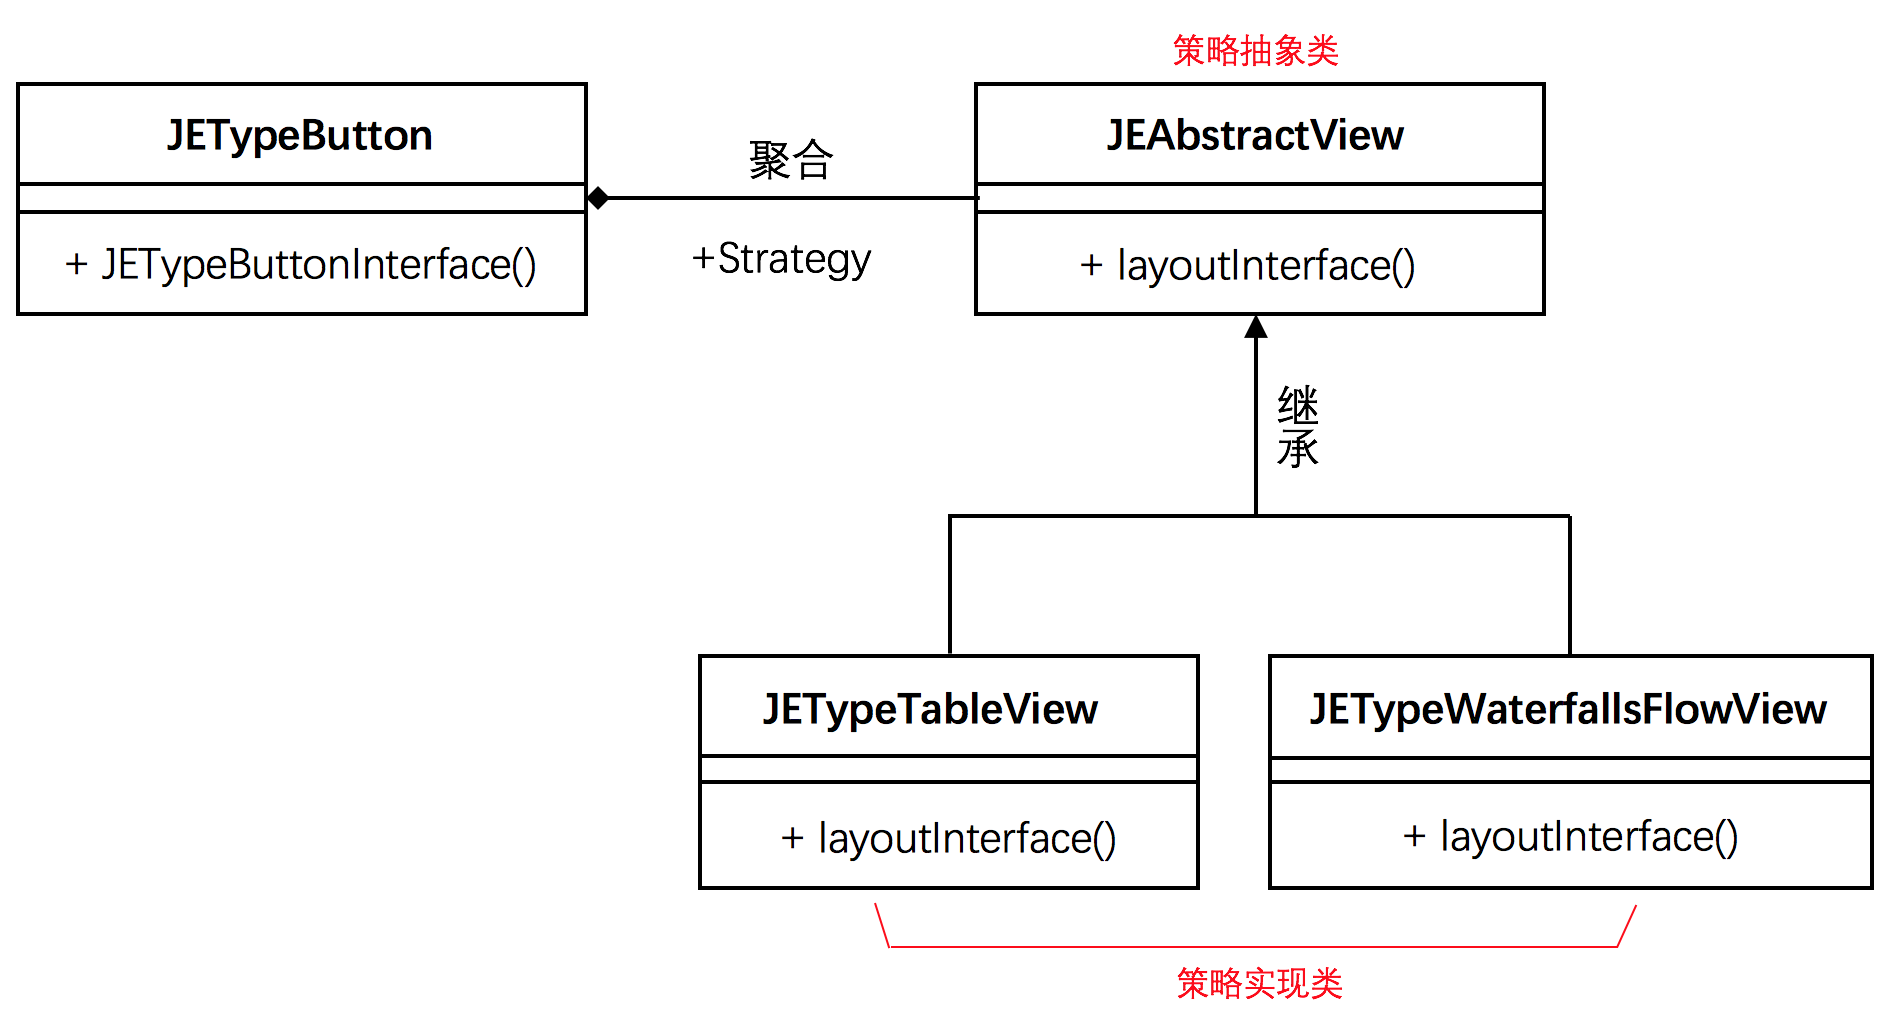 策略抽象类
JETypeButton
JEAbstractView
聚合
+ JETypeButtonInterface()
+Strategy
+ layoutInterface()
继
承
JETypeTableView
JETypeWaterfallsFlowView
+ layoutInterface()
+ layoutInterface()
策略实现类